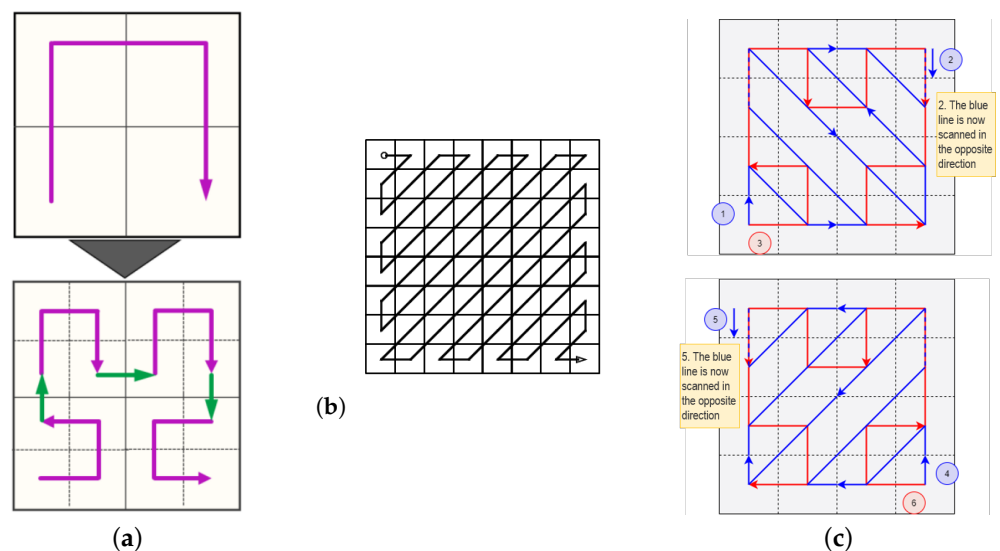 2
2. The blue
line is now
scanned in
the opposite
direction
1
3
5
5. The blue
line is now
scanned in
the opposite
direction
4
6
(a)
(b)
(c)